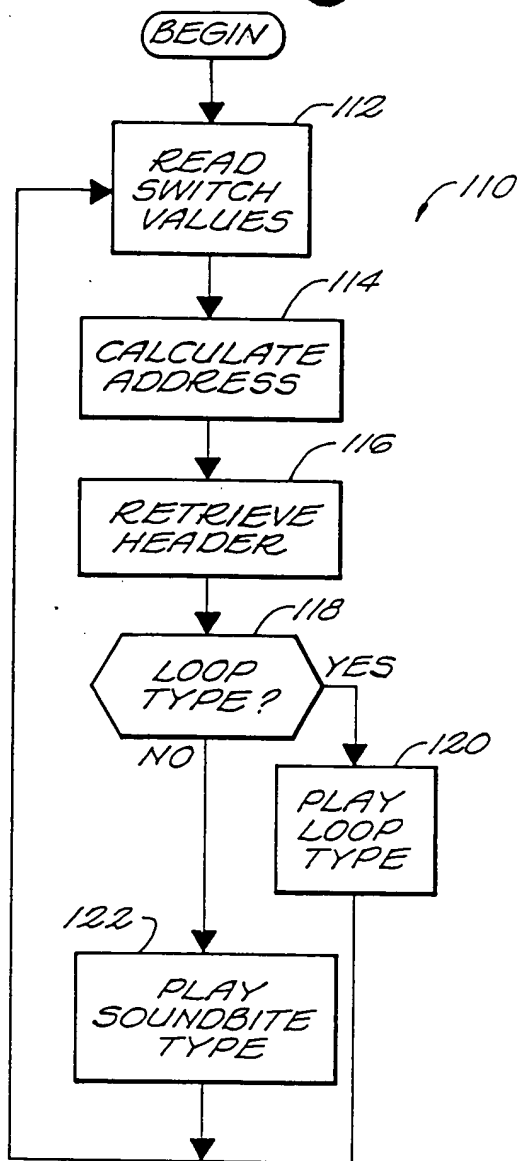 BEGIN
112
READ
SWITCH
VALUES
110
114
CALCULATE
ADDRESS
116
RETRIEVE
HEADER
118
LOOP
TYPE?
YES
NO
120
PLAY
LOOP
TYPE
122
PLAY
SOUNDBITE
TYPE